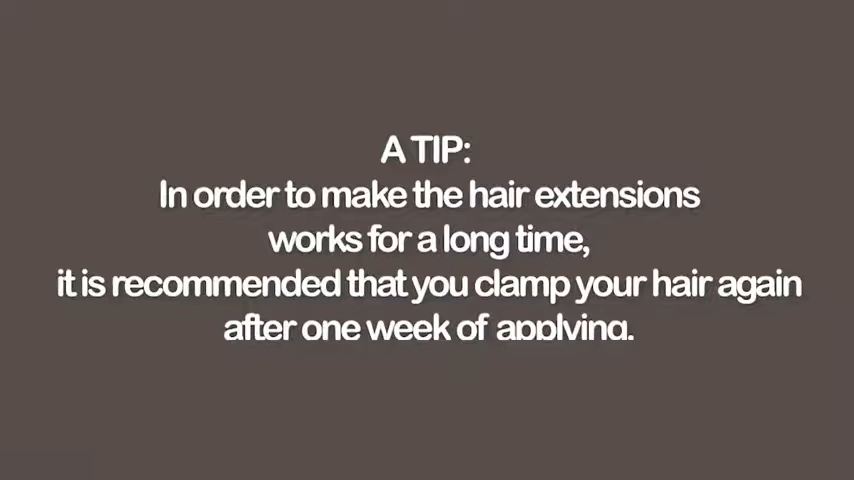 A TIP:
In order to make the hair extensions
works for a long time,
it is recommended that you clamp your hair again
after one week of applying.